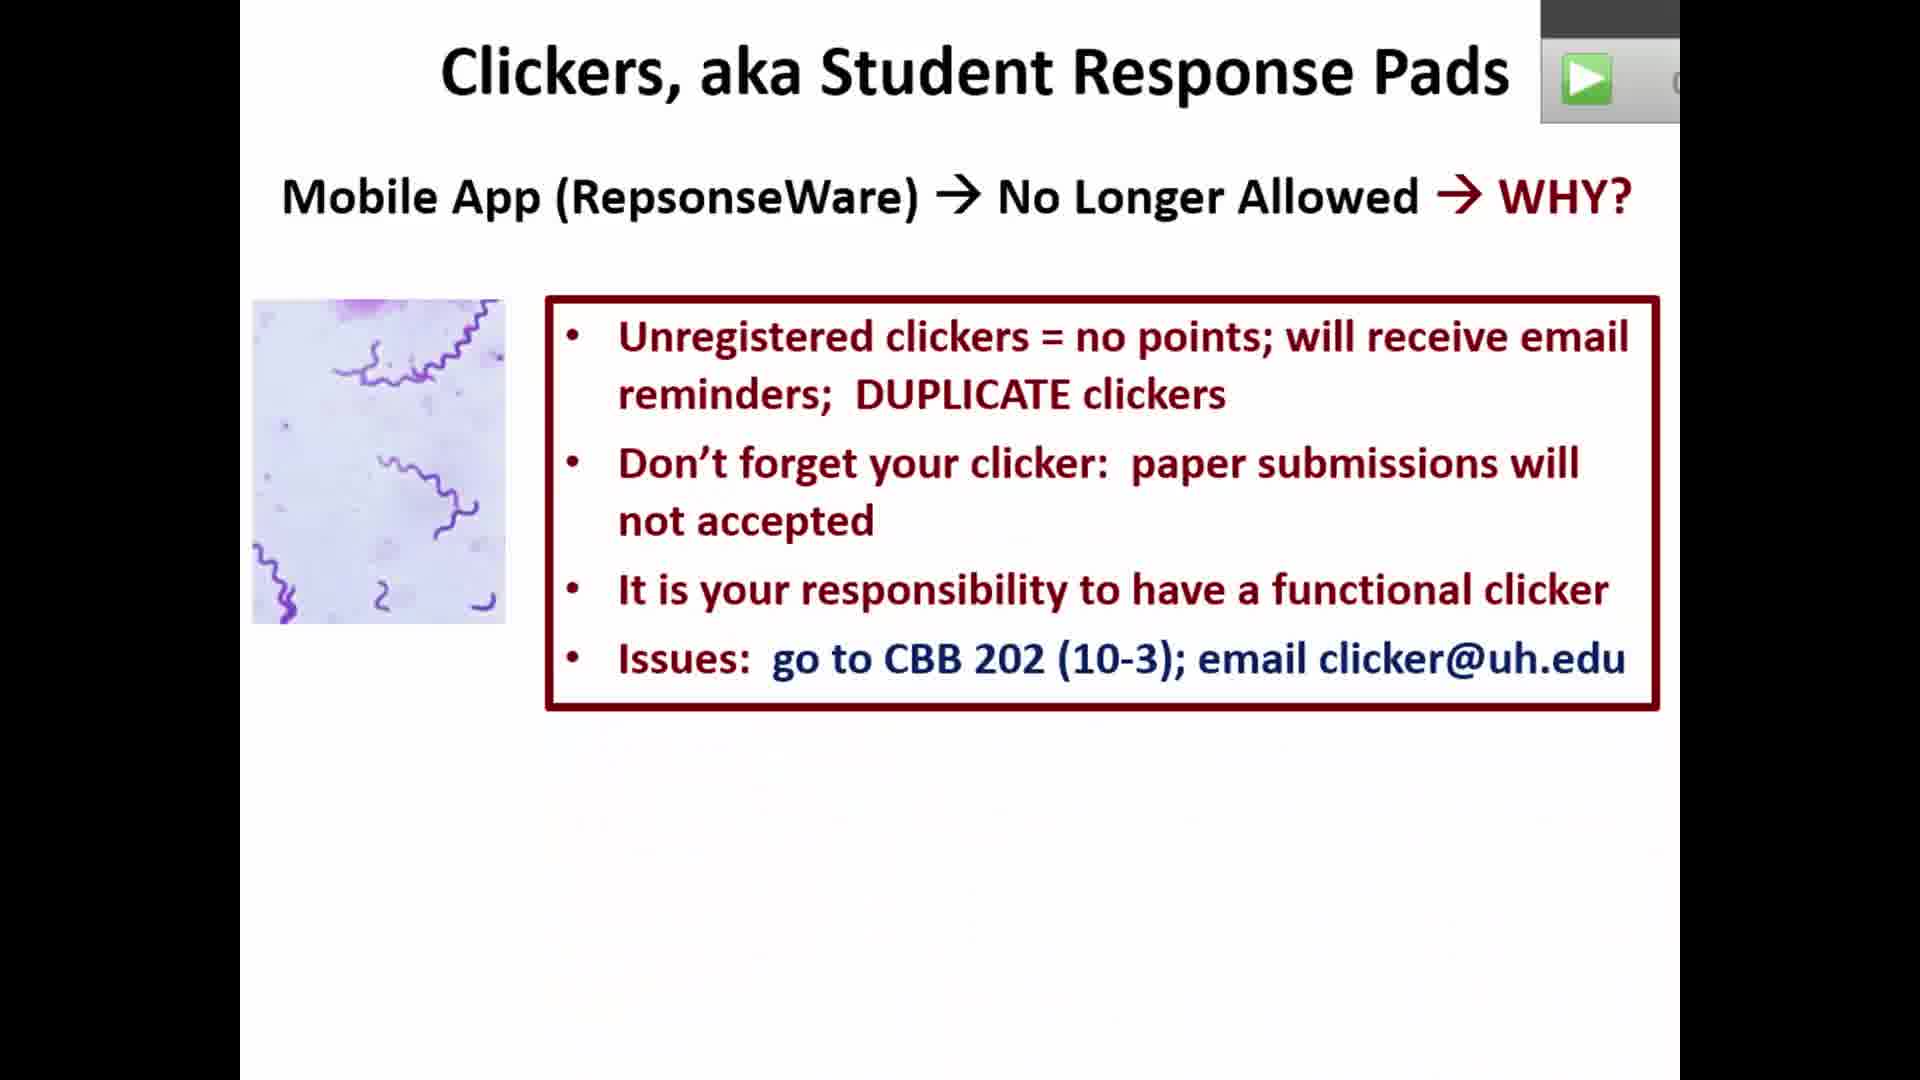 Clickers, aka Student Response Pads
Mobile App (RepsonseWare) → No Longer Allowed → WHY?
• Unregistered clickers = no points; will receive email
reminders; DUPLICATE clickers
• Don’t forget your clicker: paper submissions will
not accepted
• It is your responsibility to have a functional clicker
• Issues: go to CBB 202 (10-3); email clicker@uh.edu